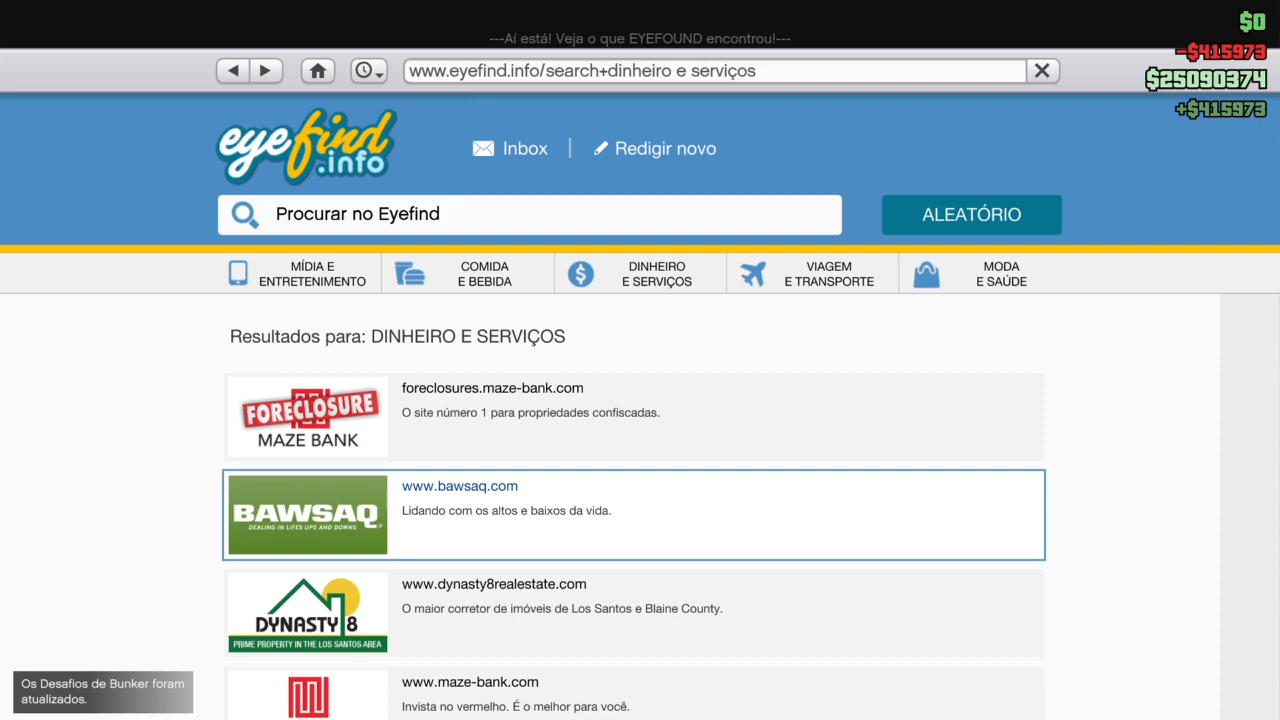 ---Aí está! Veja o que EYEFOUND encontrou!---
$0
-$415973
$25090374
+$415973
www.eyefind.info/search+dinheiro e serviços
eyefind
.info
Inbox
Redigir novo
Procurar no Eyefind
ALEATÓRIO
MÍDIA E
ENTRETENIMENTO
COMIDA
E BEBIDA
DINHEIRO
E SERVIÇOS
VIAGEM
E TRANSPORTE
MODA
E SAÚDE
Resultados para: DINHEIRO E SERVIÇOS
FORECLOSURE
MAZE BANK
foreclosures.maze-bank.com
O site número 1 para propriedades confiscadas.
BAWSAQ
DEALING IN LIFES UPS AND DOWNS
www.bawsaq.com
Lidando com os altos e baixos da vida.
DYNASTY 8
PRIME PROPERTY IN THE LOS SANTOS AREA
www.dynasty8realestate.com
O maior corretor de imóveis de Los Santos e Blaine County.
www.maze-bank.com
Invista no vermelho. É o melhor para você.
Os Desafios de Bunker foram
atualizados.